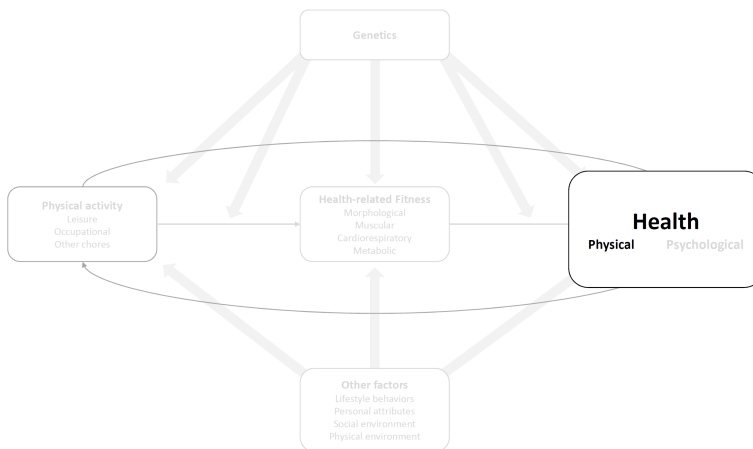 Genetics
Physical activity
Leisure
Occupational
Other chores
Health-related Fitness
Morphological
Muscular
Cardiorespiratory
Metabolic
Health
Physical Psychological
Other factors
Lifestyle behaviors
Personal attributes
Social environment
Physical environment